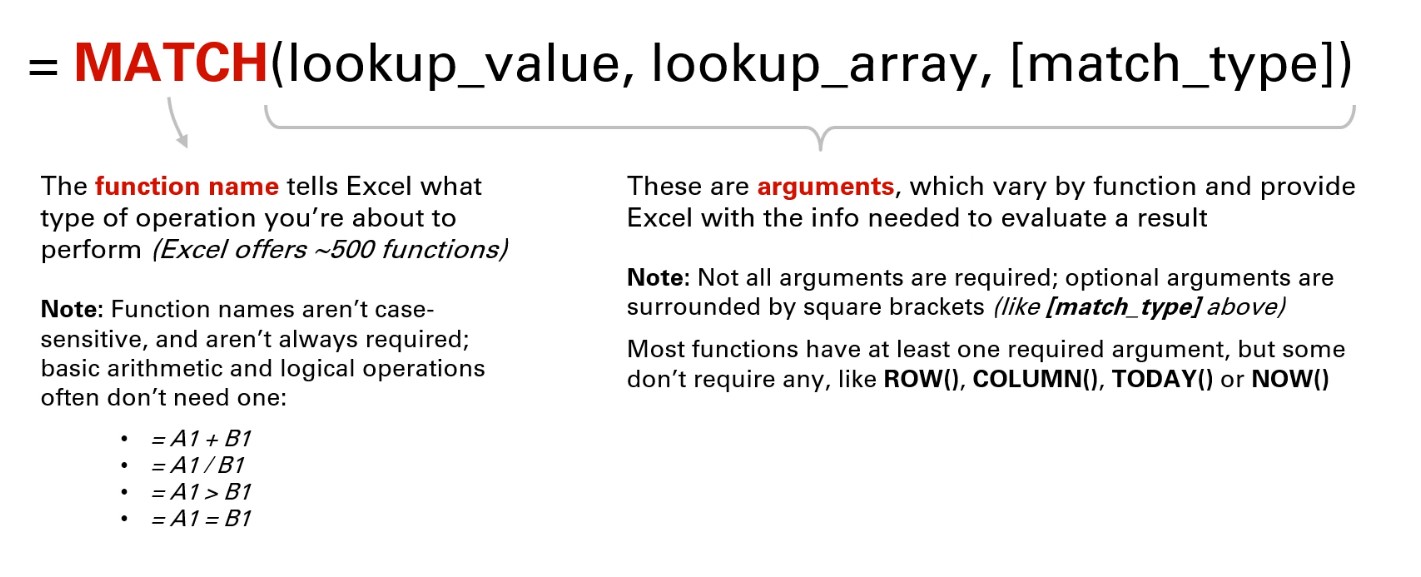 = MATCH(lookup_value, lookup_array, [match_type])
The function name tells Excel what
type of operation you’re about to
perform (Excel offers ~500 functions)
Note: Function names aren’t case-
sensitive, and aren’t always required;
basic arithmetic and logical operations
often don’t need one:
• = A1 + B1
• = A1 / B1
• = A1 > B1
• = A1 = B1
These are arguments, which vary by function and provide
Excel with the info needed to evaluate a result
Note: Not all arguments are required; optional arguments are
surrounded by square brackets (like [match_type] above)
Most functions have at least one required argument, but some
don’t require any, like ROW(), COLUMN(), TODAY() or NOW()